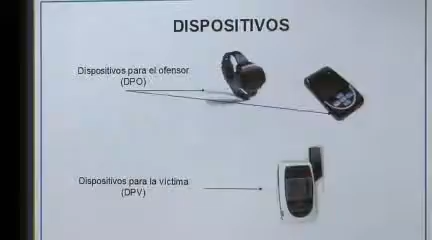 DISPOSITIVOS
Dispositivos para el ofensor
(DPO)
Dispositivos para la víctima
(DPV)